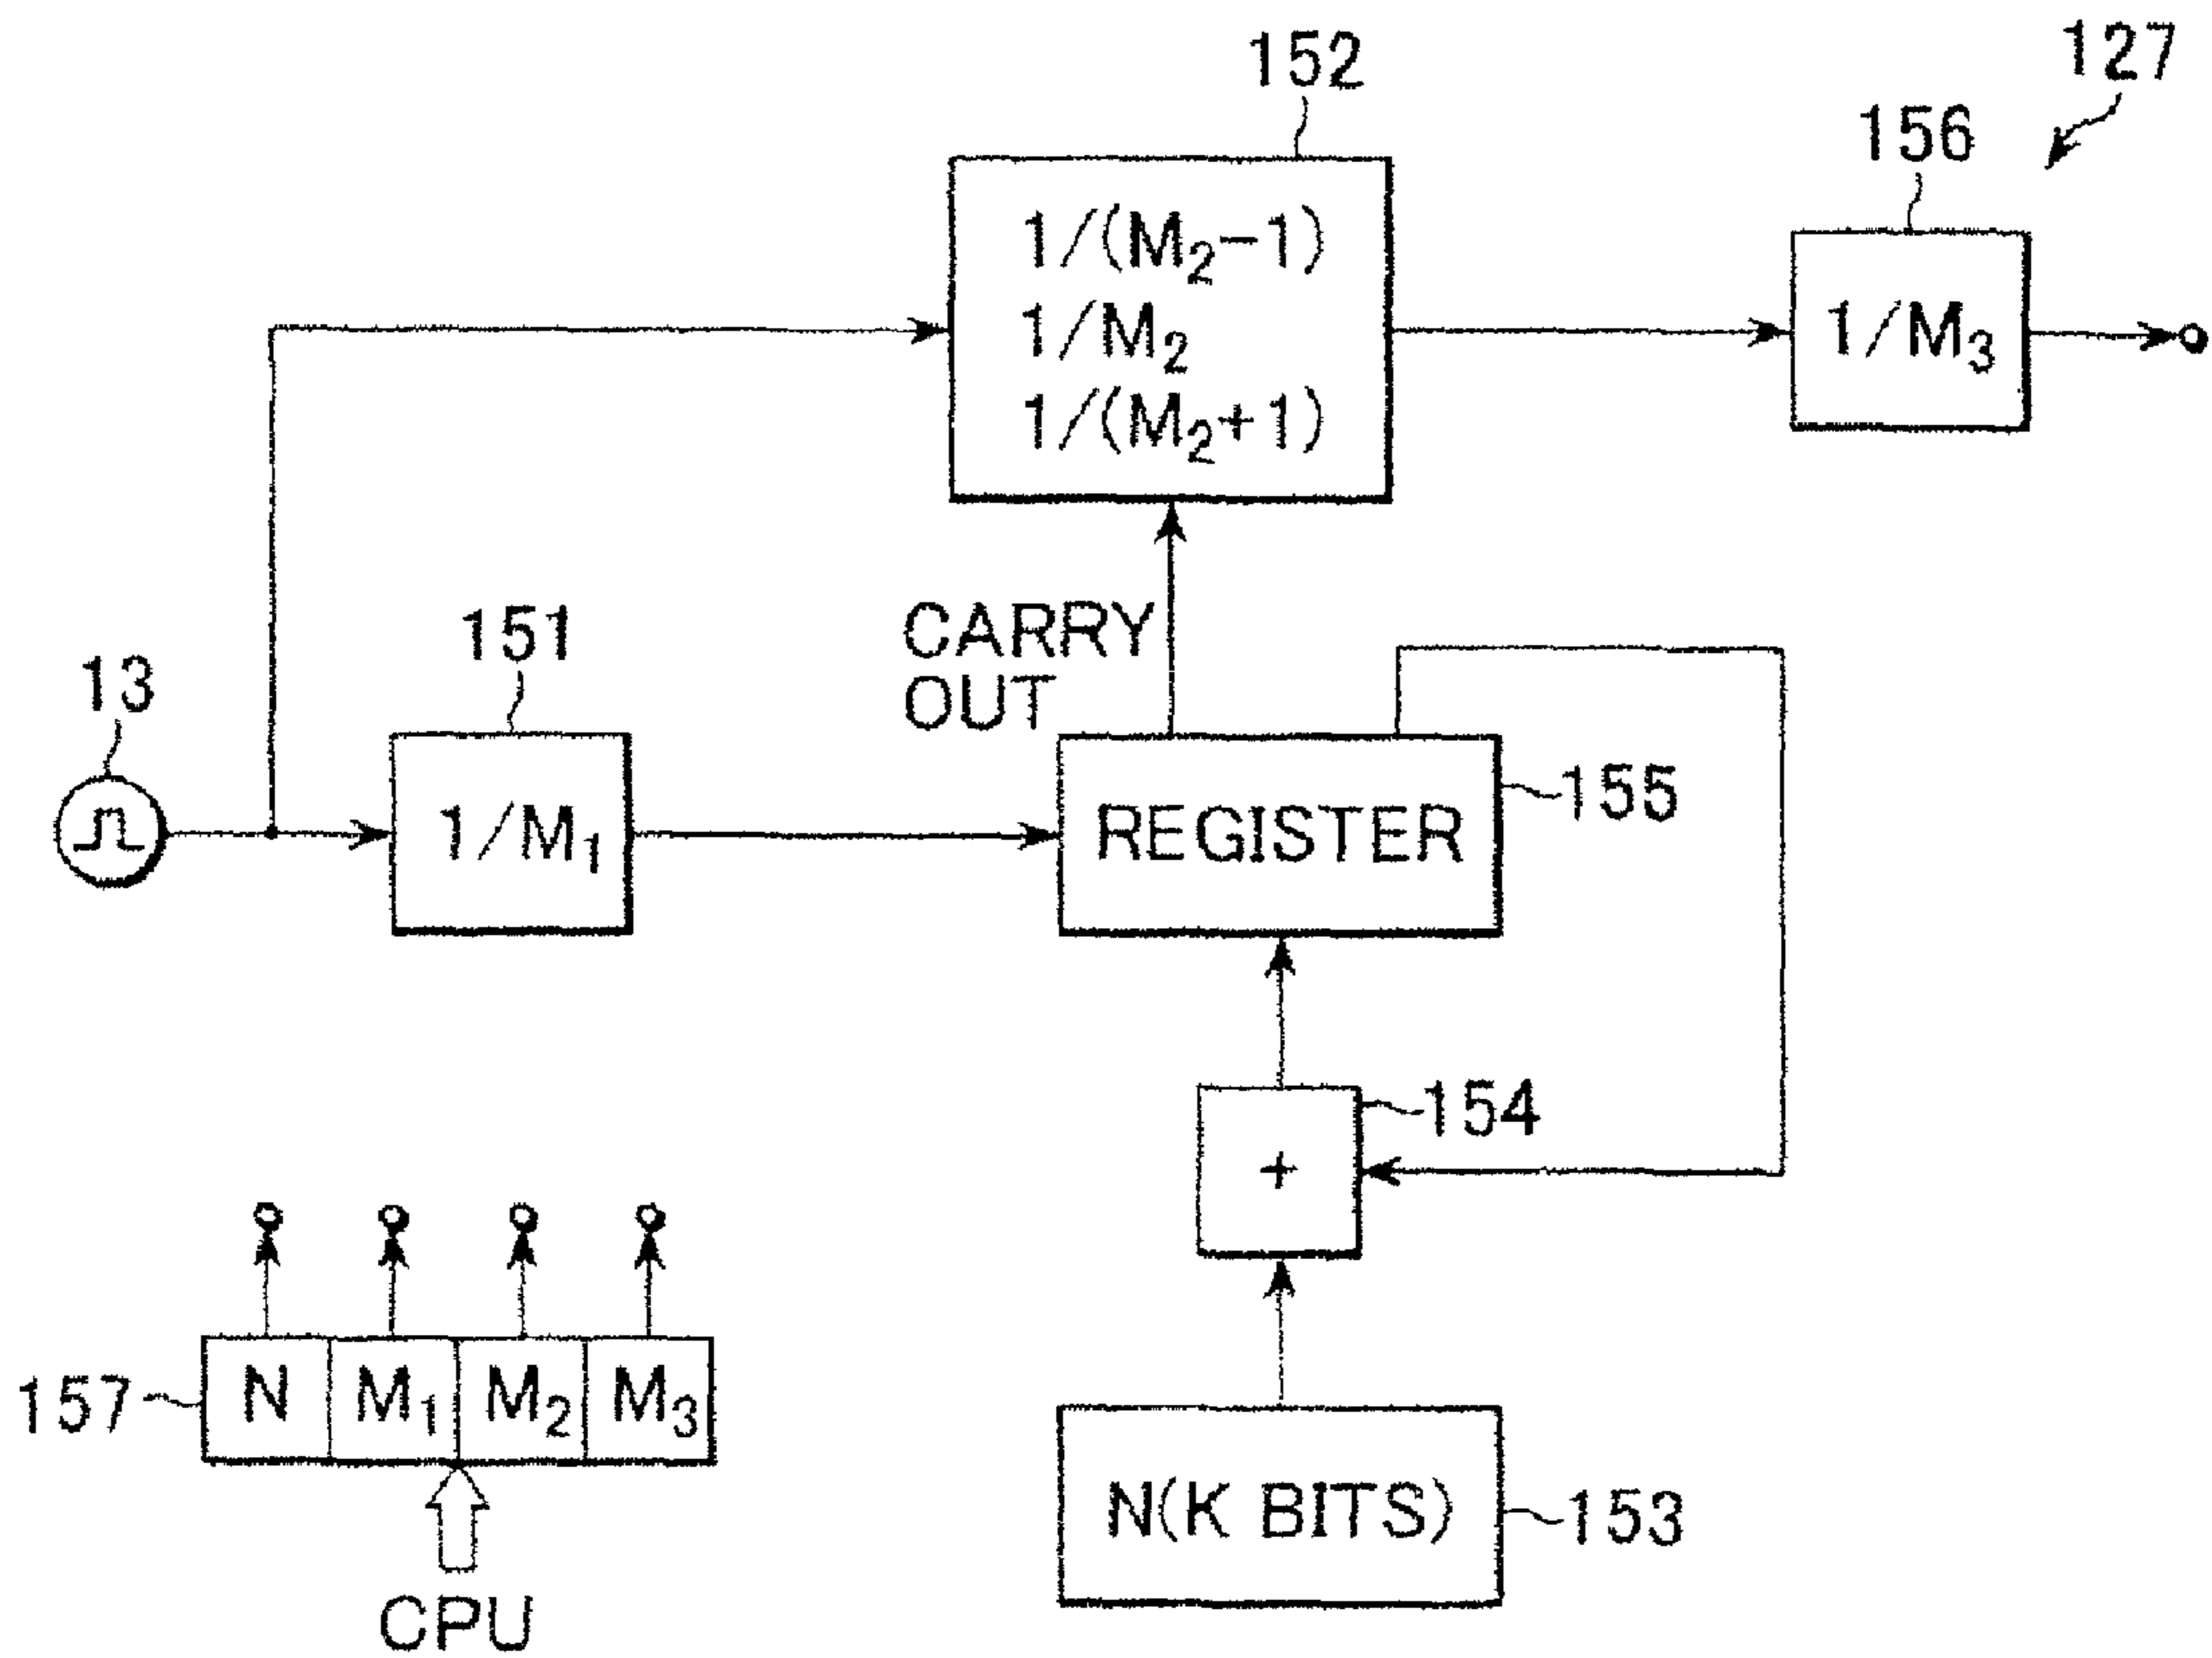 152
127
156
1/(M₂-1)
1/M₂
1/(M₂+1)
1/M₃
151
CARRY
OUT
13
1/M₁
REGISTER
155
154
+
157
N
M₁
M₂
M₃
N(K BITS)
153
CPU